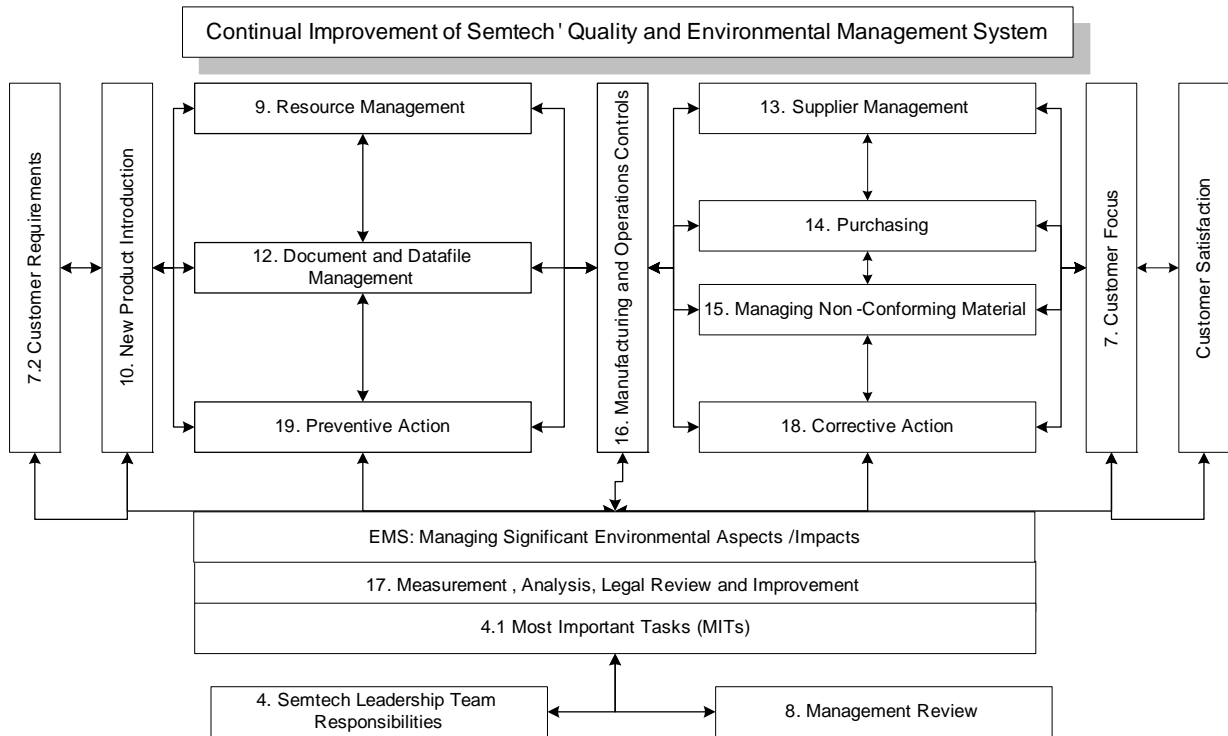 Continual Improvement of Semtech ' Quality and Environmental Management System
7.2 Customer Requirements
10. New Product Introduction
9. Resource Management
12. Document and Datafile
Management
19. Preventive Action
16. Manufacturing and Operations Controls
13. Supplier Management
14. Purchasing
15. Managing Non -Conforming Material
18. Corrective Action
7. Customer Focus
Customer Satisfaction
EMS: Managing Significant Environmental Aspects /Impacts
17. Measurement , Analysis, Legal Review and Improvement
4.1 Most Important Tasks (MITs)
4. Semtech Leadership Team
Responsibilities
8. Management Review